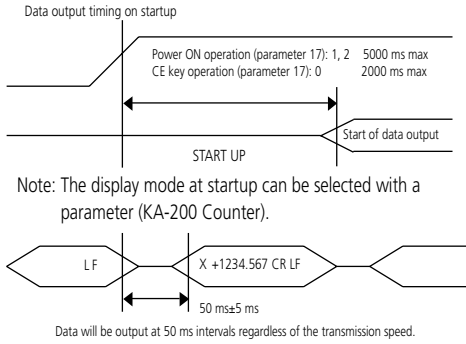 Data output timing on startup
Power ON operation (parameter 17): 1, 2 5000 ms max
CE key operation (parameter 17): 0 2000 ms max
Start of data output
START UP
Note: The display mode at startup can be selected with a
parameter (KA-200 Counter).
L F
X +1234.567 CR LF
50 ms±5 ms
Data will be output at 50 ms intervals regardless of the transmission speed.